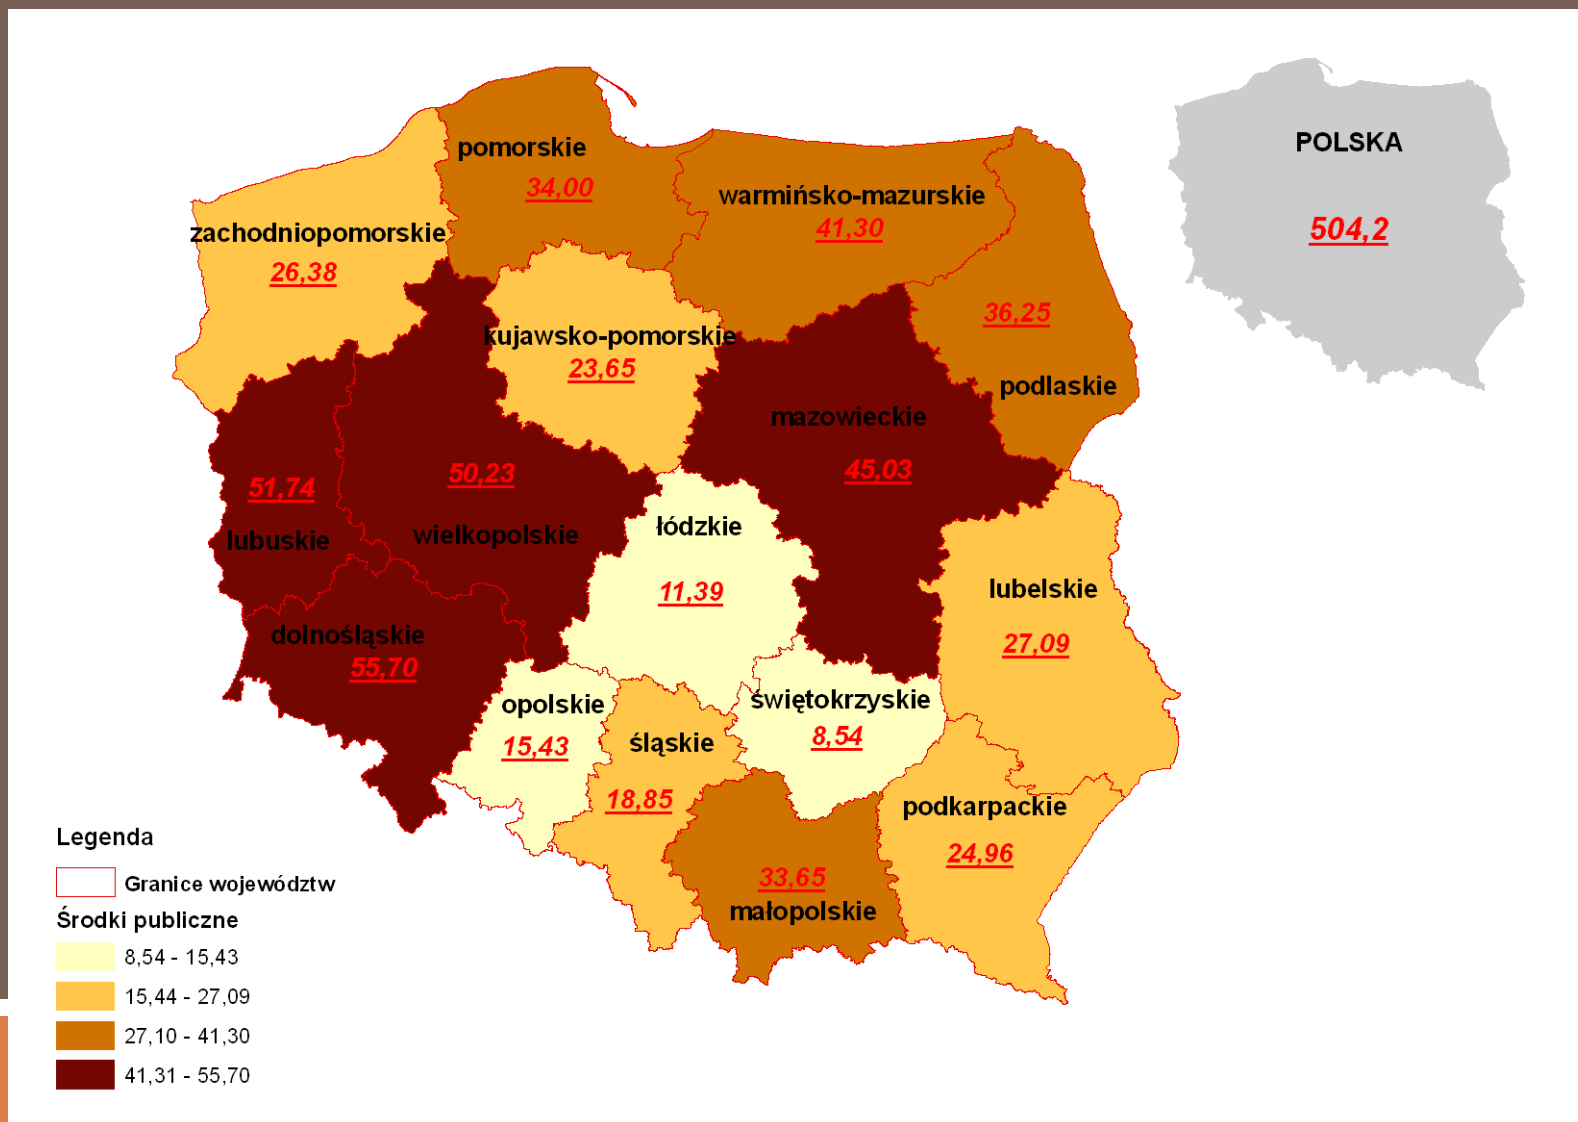 pomorskie
34,00
POLSKA
504,2
warmińsko-mazurskie
41,30
zachodniopomorskie
26,38
36,25
podlaskie
kujawsko-pomorskie
23,65
mazowieckie
45,03
51,74
lubuskie
50,23
wielkopolskie
łódzkie
11,39
lubelskie
27,09
dolnośląskie
55,70
opolskie
15,43
śląskie
18,85
świętokrzyskie
8,54
podkarpackie
24,96
33,65
małopolskie
Legenda
Granice województw
Środki publiczne
8,54 - 15,43
15,44 - 27,09
27,10 - 41,30
41,31 - 55,70